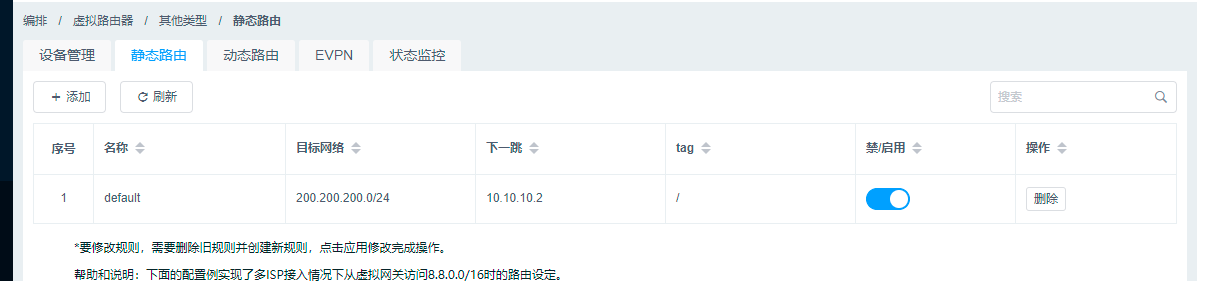 编排 / 虚拟路由器 / 其他类型 / 静态路由
设备管理 静态路由 动态路由 EVPN 状态监控
+ 添加 刷新 搜索
序号 名称 目标网络 下一跳 tag 禁/启用 操作
1 default 200.200.200.0/24 10.10.10.2 / 删除
*要修改规则，需要删除旧规则并创建新规则，点击应用修改完成操作。
帮助和说明：下面的配置例实现了多ISP接入情况下从虚拟网关访问8.8.0.0/16时的路由设定。